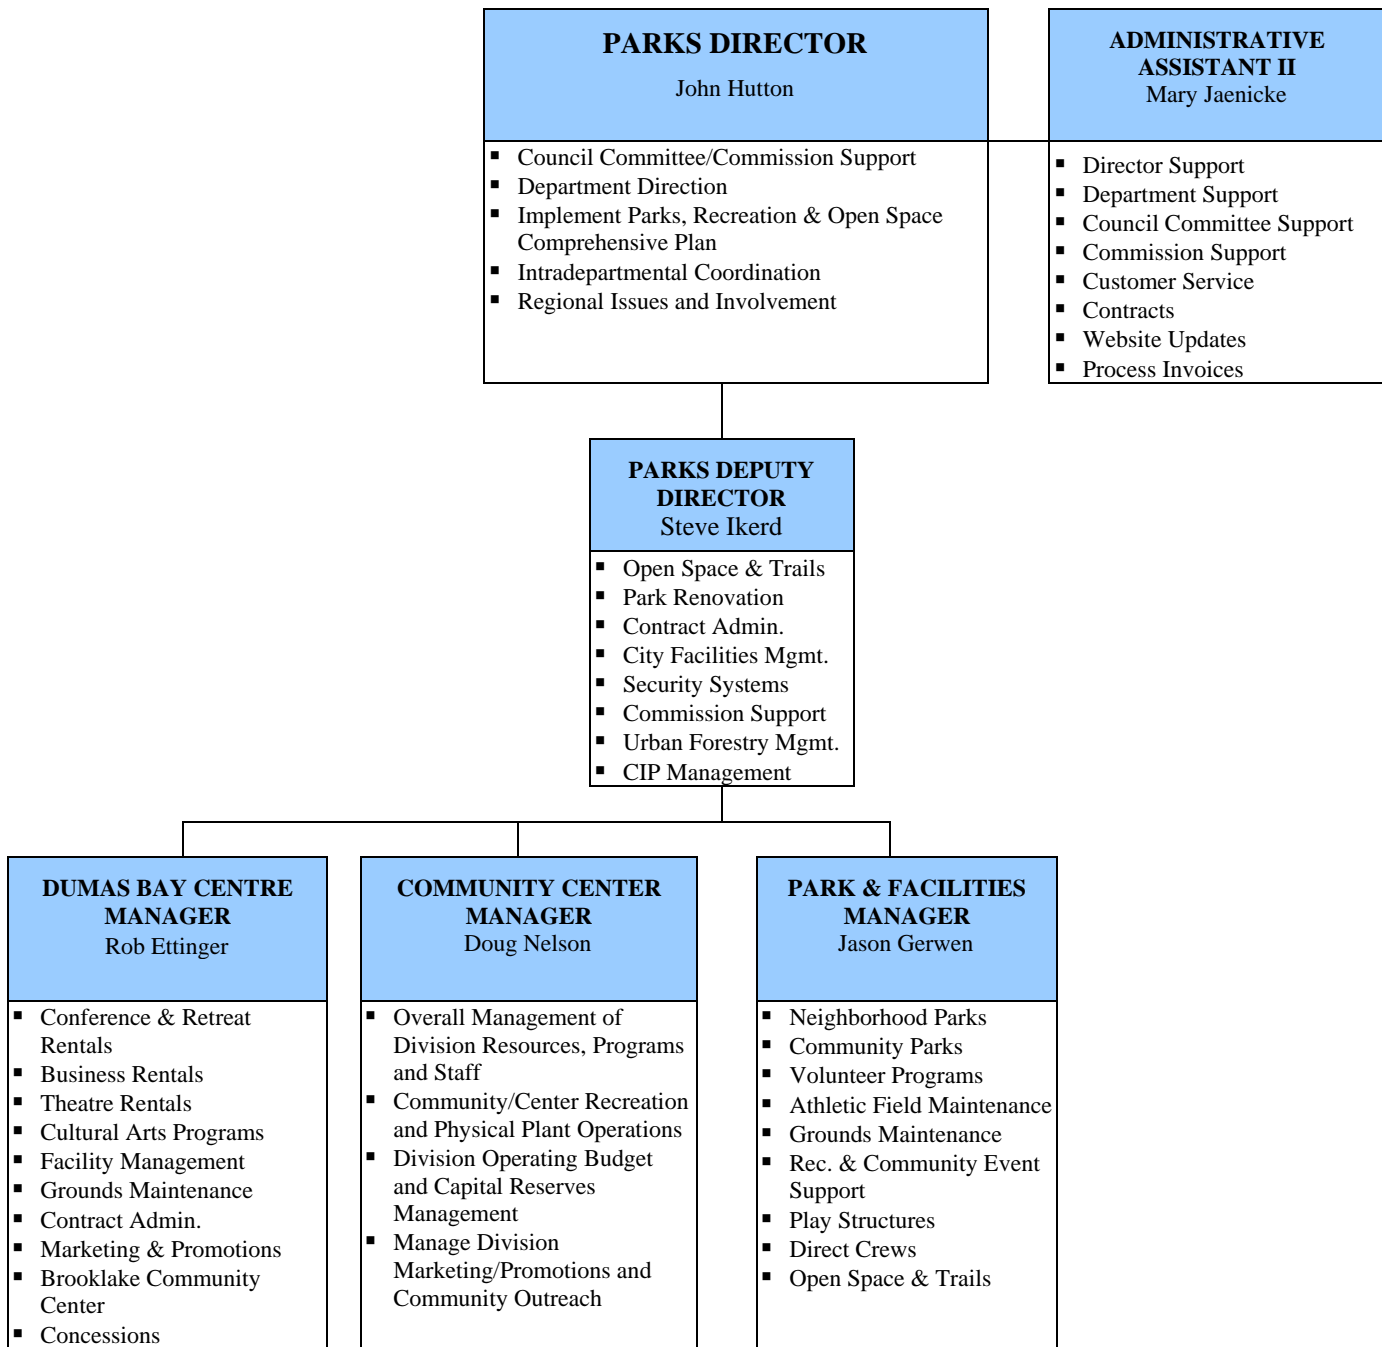 PARKS DIRECTOR
John Hutton
▪ Council Committee/Commission Support
▪ Department Direction
▪ Implement Parks, Recreation & Open Space
Comprehensive Plan
▪ Intradepartmental Coordination
▪ Regional Issues and Involvement
ADMINISTRATIVE
ASSISTANT II
Mary Jaenicke
▪ Director Support
▪ Department Support
▪ Council Committee Support
▪ Commission Support
▪ Customer Service
▪ Contracts
▪ Website Updates
▪ Process Invoices
PARKS DEPUTY
DIRECTOR
Steve Ikerd
▪ Open Space & Trails
▪ Park Renovation
▪ Contract Admin.
▪ City Facilities Mgmt.
▪ Security Systems
▪ Commission Support
▪ Urban Forestry Mgmt.
▪ CIP Management
DUMAS BAY CENTRE
MANAGER
Rob Ettinger
▪ Conference & Retreat
Rentals
▪ Business Rentals
▪ Theatre Rentals
▪ Cultural Arts Programs
▪ Facility Management
▪ Grounds Maintenance
▪ Contract Admin.
▪ Marketing & Promotions
▪ Brooklake Community
Center
▪ Concessions
COMMUNITY CENTER
MANAGER
Doug Nelson
▪ Overall Management of
Division Resources, Programs
and Staff
▪ Community/Center Recreation
and Physical Plant Operations
▪ Division Operating Budget
and Capital Reserves
Management
▪ Manage Division
Marketing/Promotions and
Community Outreach
PARK & FACILITIES
MANAGER
Jason Gerwen
▪ Neighborhood Parks
▪ Community Parks
▪ Volunteer Programs
▪ Athletic Field Maintenance
▪ Grounds Maintenance
▪ Rec. & Community Event
Support
▪ Play Structures
▪ Direct Crews
▪ Open Space & Trails